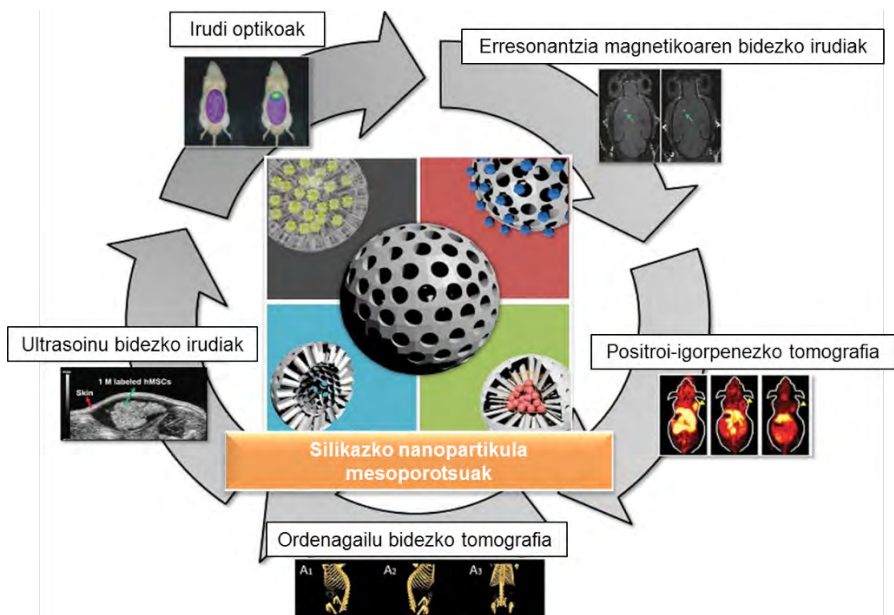 Irudi optikoak
Erresonantzia magnetikoaren bidezko irudiak
Positroi-igorpenezko tomografia
Ordenagailu bidezko tomografia
A1 A2 A3
Ultrasoinu bidezko irudiak
1 M labeled hMSCs
Skin
Silikazko nanopartikula
mesoporotsuak